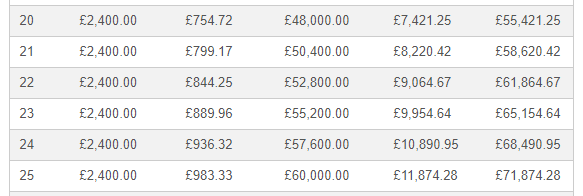 20 £2,400.00 £754.72 £48,000.00 £7,421.25 £55,421.25
21 £2,400.00 £799.17 £50,400.00 £8,220.42 £58,620.42
22 £2,400.00 £844.25 £52,800.00 £9,064.67 £61,864.67
23 £2,400.00 £889.96 £55,200.00 £9,954.64 £65,154.64
24 £2,400.00 £936.32 £57,600.00 £10,890.95 £68,490.95
25 £2,400.00 £983.33 £60,000.00 £11,874.28 £71,874.28